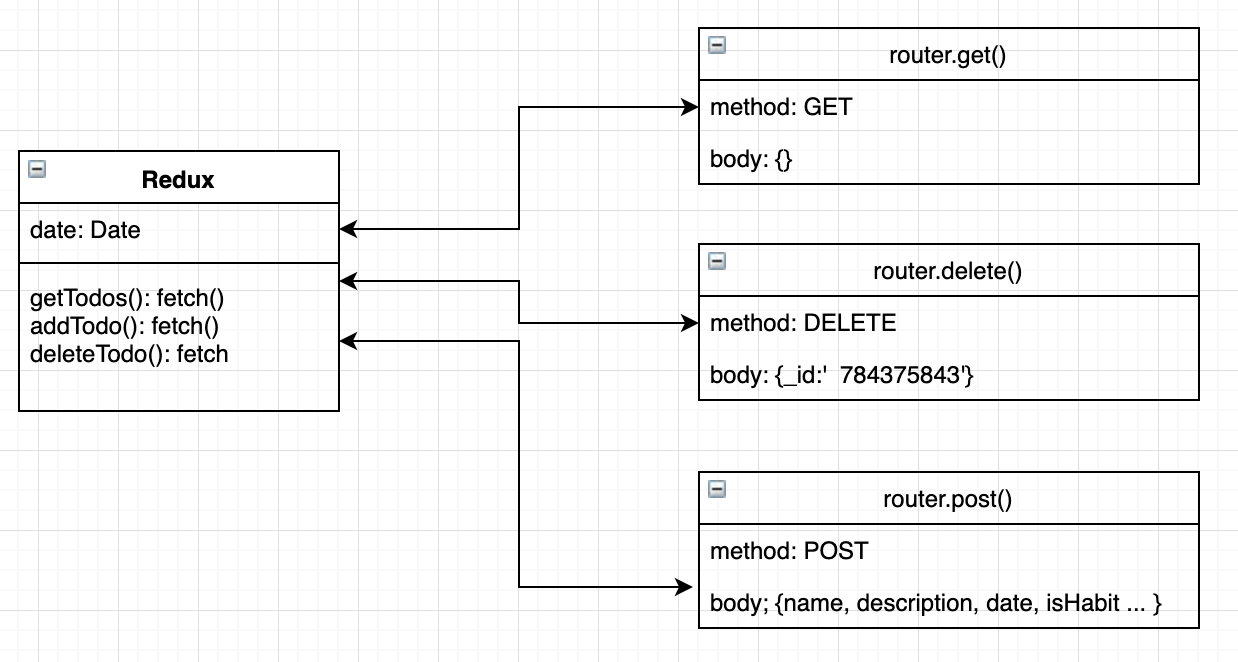 Redux
date: Date
getTodos(): fetch()
addTodo(): fetch()
deleteTodo(): fetch
router.get()
method: GET
body: {}
router.delete()
method: DELETE
body: {_id:'  784375843'}
router.post()
method: POST
body; {name, description, date, isHabit ... }